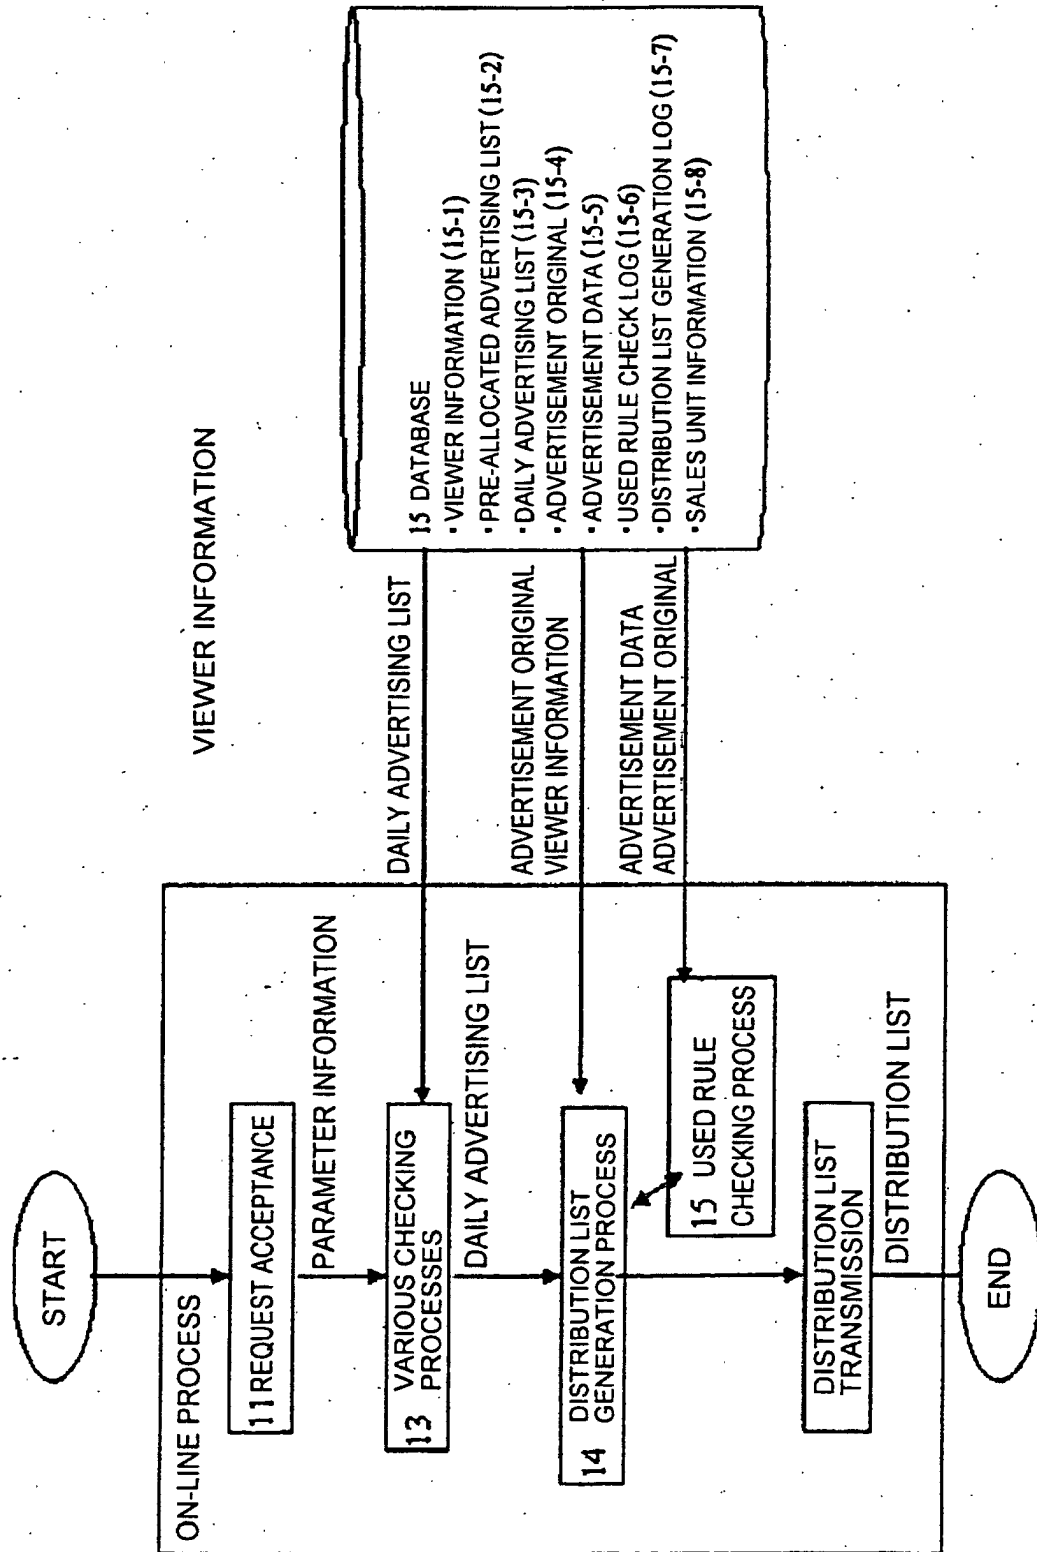 START
ON-LINE PROCESS
11 REQUEST ACCEPTANCE
PARAMETER INFORMATION
13 VARIOUS CHECKING
PROCESSES
DAILY ADVERTISING LIST
14 DISTRIBUTION LIST
GENERATION PROCESS
15 USED RULE
CHECKING PROCESS
DISTRIBUTION LIST
TRANSMISSION
DISTRIBUTION LIST
END
VIEWER INFORMATION
DAILY ADVERTISING LIST
ADVERTISEMENT ORIGINAL
VIEWER INFORMATION
ADVERTISEMENT DATA
ADVERTISEMENT ORIGINAL
15 DATABASE
・VIEWER INFORMATION (15-1)
・PRE-ALLOCATED ADVERTISING LIST (15-2)
・DAILY ADVERTISING LIST (15-3)
・ADVERTISEMENT ORIGINAL (15-4)
・ADVERTISEMENT DATA (15-5)
・USED RULE CHECK LOG (15-6)
・DISTRIBUTION LIST GENERATION LOG (15-7)
・SALES UNIT INFORMATION (15-8)